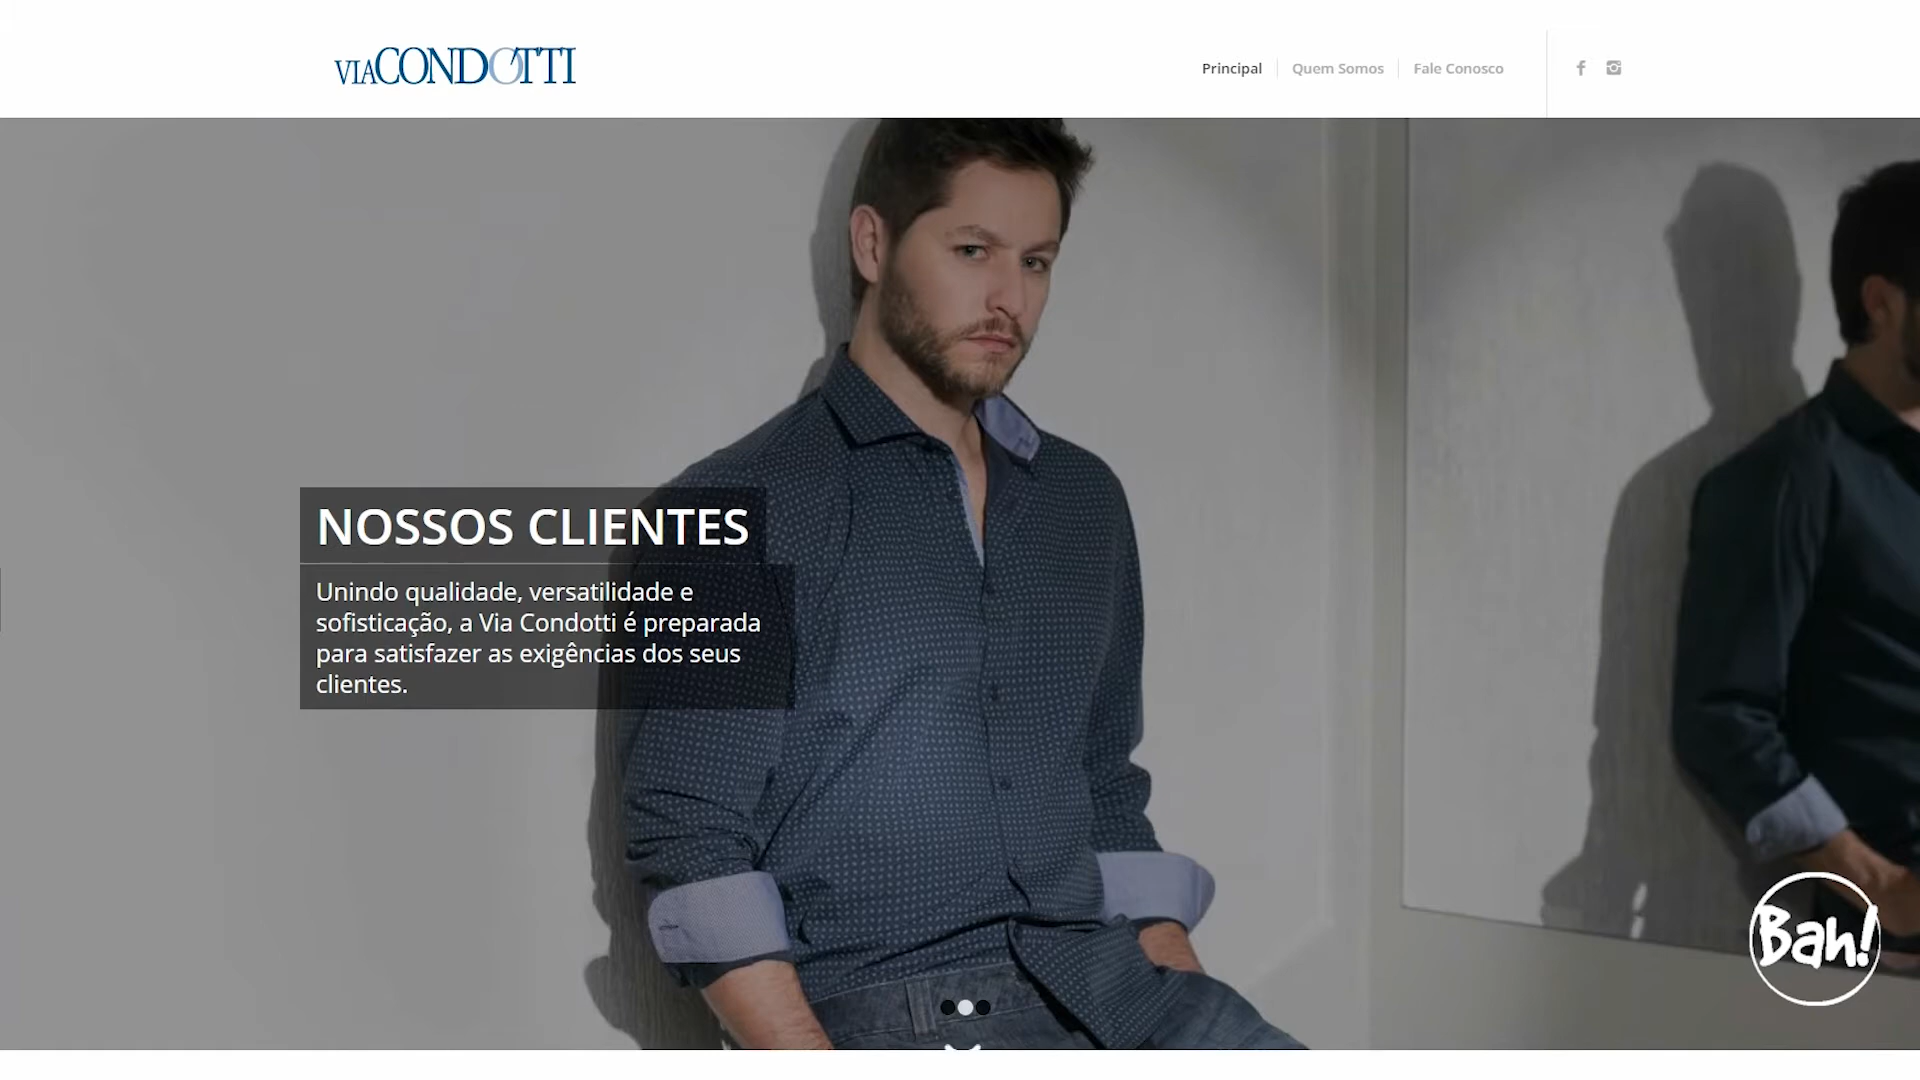 VIACONDOTTI
Principal
Quem Somos
Fale Conosco
NOSSOS CLIENTES
Unindo qualidade, versatilidade e
sofisticação, a Via Condotti é preparada
para satisfazer as exigências dos seus
clientes.
Bah!